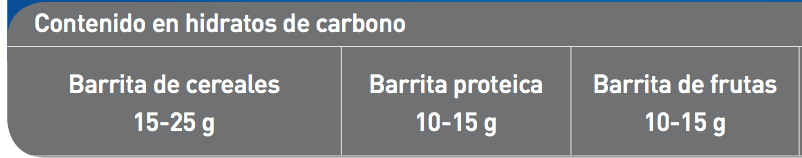 Contenido en hidratos de carbono
Barrita de cereales
15-25 g
Barrita proteica
10-15 g
Barrita de frutas
10-15 g